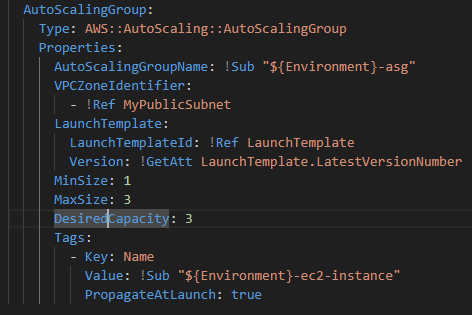 AutoScalingGroup:
  Type: AWS::AutoScaling::AutoScalingGroup
  Properties:
    AutoScalingGroupName: !Sub "${Environment}-asg"
    VPCZoneIdentifier:
      - !Ref MyPublicSubnet
    LaunchTemplate:
      LaunchTemplateId: !Ref LaunchTemplate
      Version: !GetAtt LaunchTemplate.LatestVersionNumber
    MinSize: 1
    MaxSize: 3
    DesiredCapacity: 3
    Tags:
      - Key: Name
        Value: !Sub "${Environment}-ec2-instance"
        PropagateAtLaunch: true